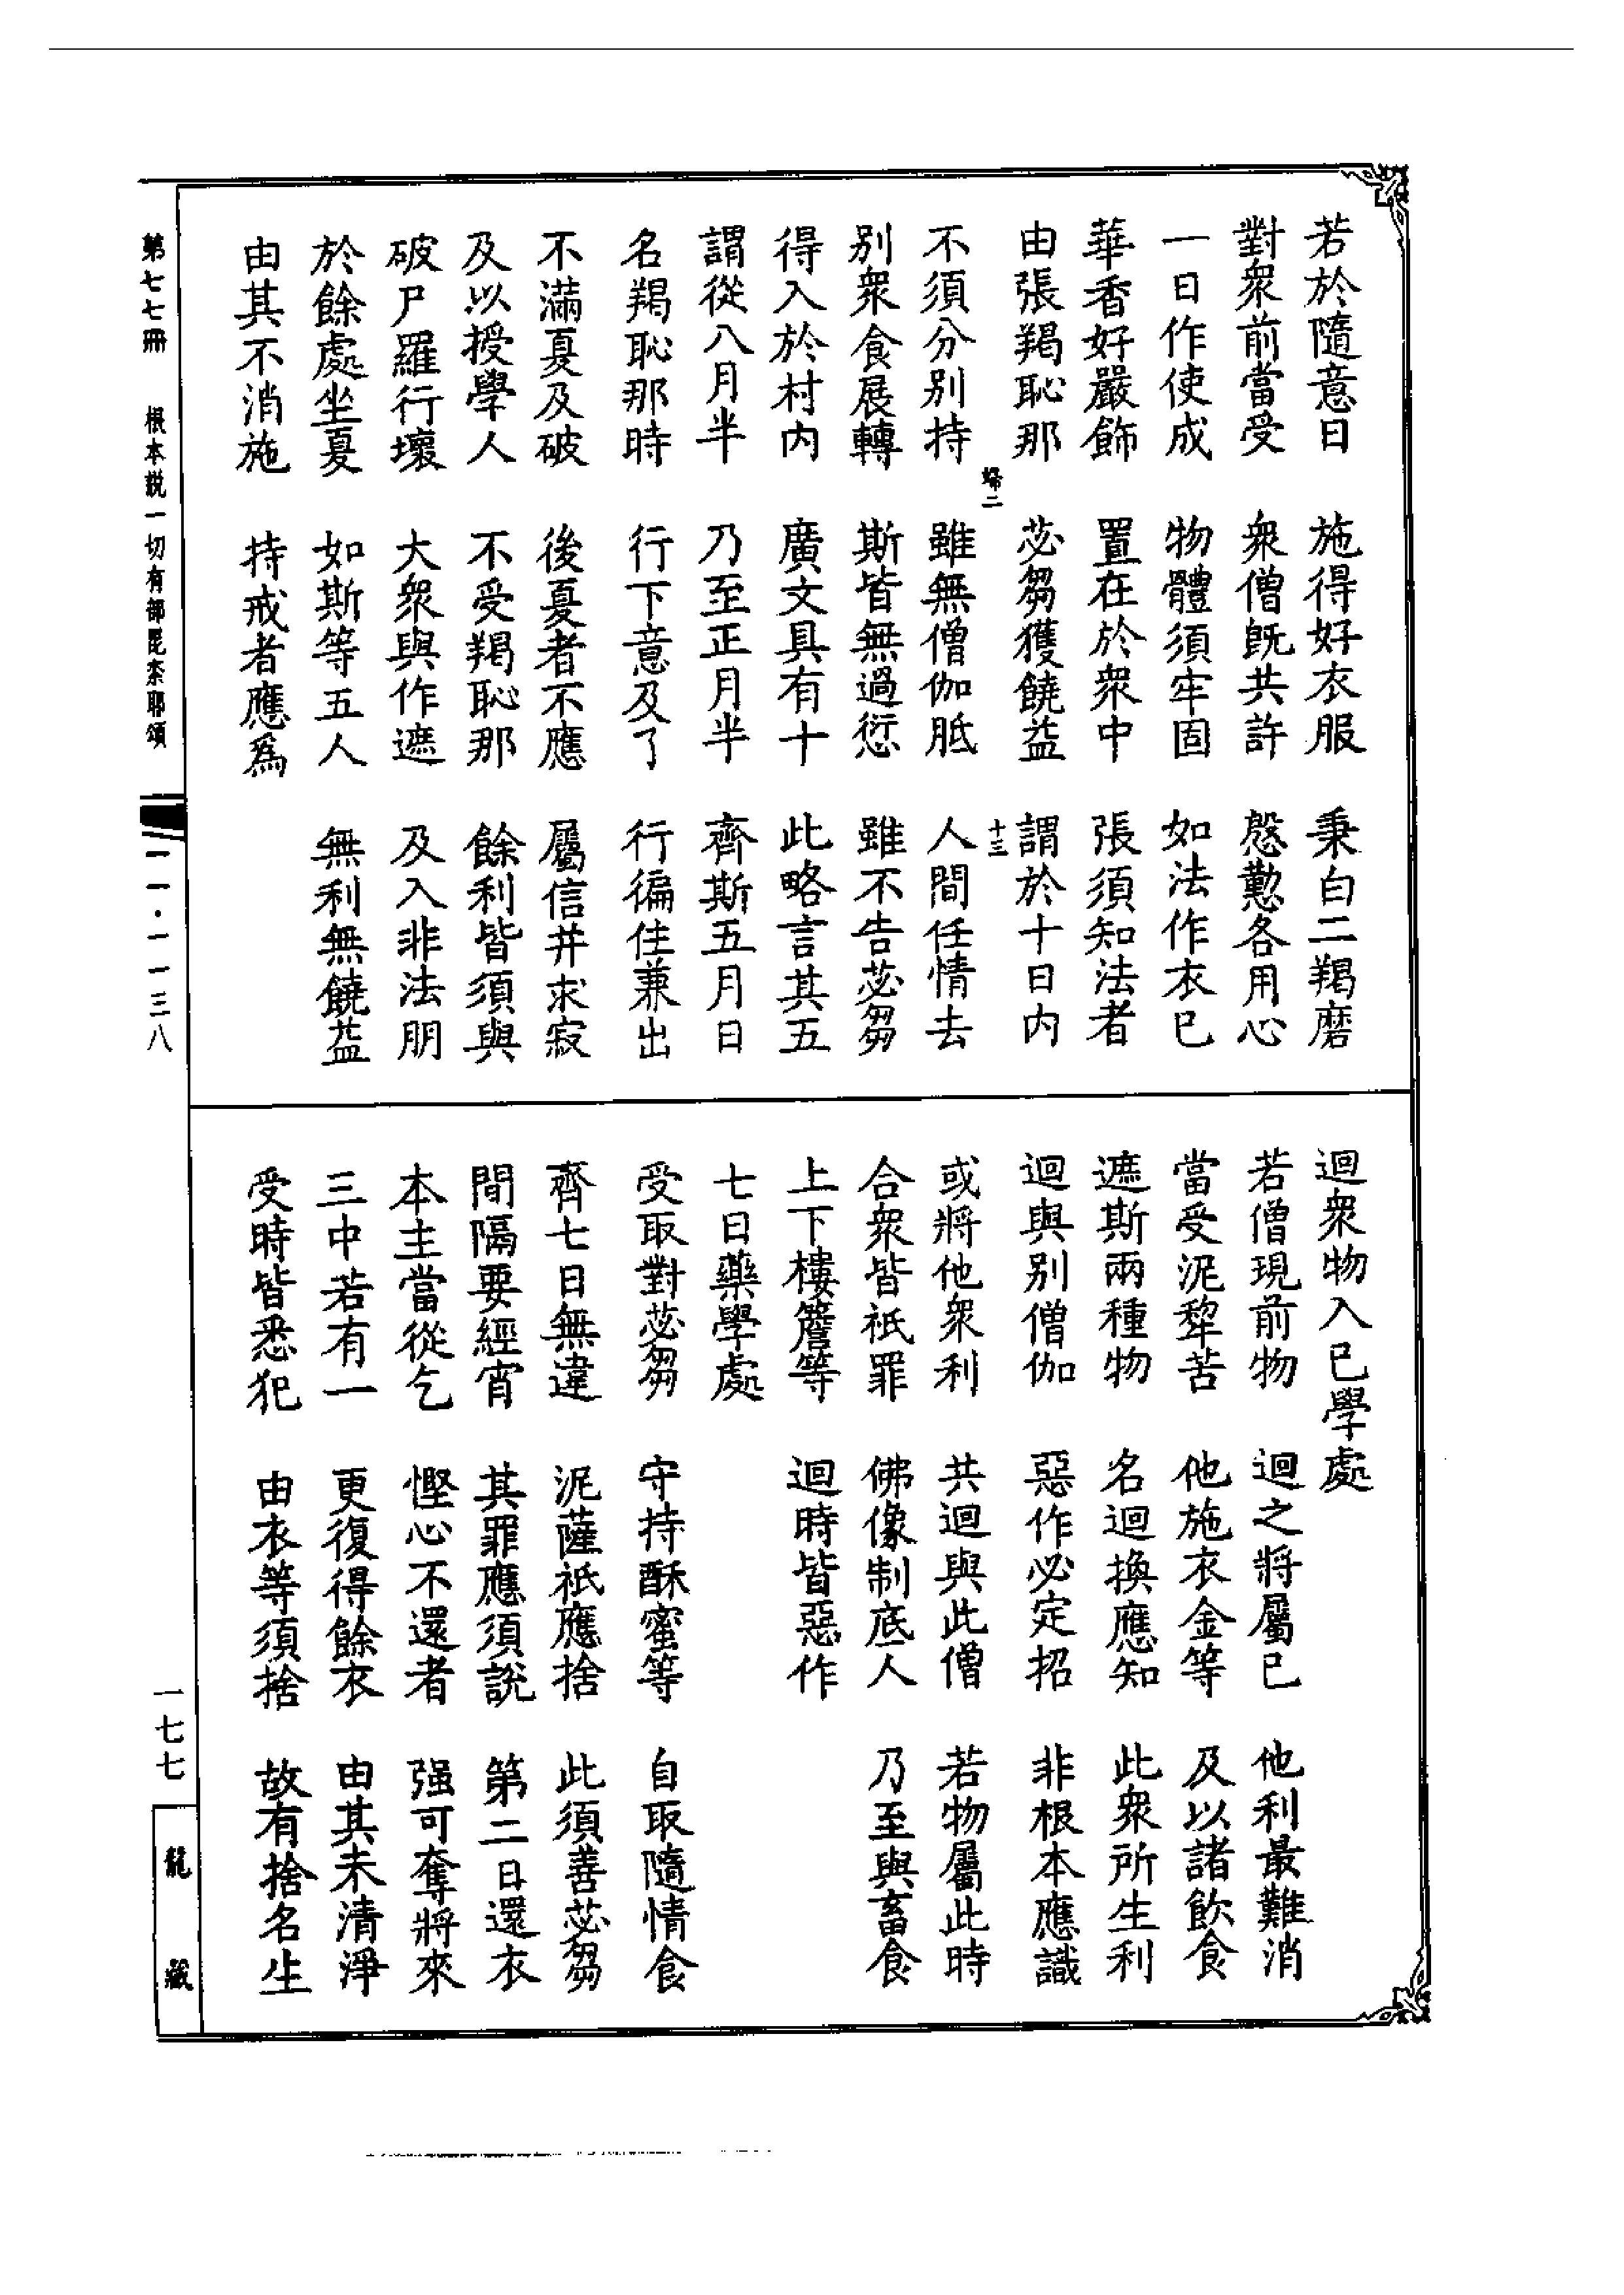 若於隨意日　施得好衣服　秉白二羯磨
對衆前當受　衆僧旣共許　慇懃各用心
一日作使成　物體須牢固　如法作衣已
華香好嚴飾　置在於衆中　張須知法者
由張羯恥那　苾芻獲饒益　謂於十日內
十三
不須分別持　雖無僧伽胝　人間任情去
別衆食展轉　斯皆無過愆　雖不告苾芻
得入於村內　廣文具有十　此略言其五
謂從八月半　乃至正月半　齊斯五月日
名羯恥那時　行下意及了　行徧住兼出
不滿夏及破　後夏者不應　屬信幷求寂
及以授學人　不受羯恥那　餘利皆須與
破尸羅行壞　大衆與作遮　及入非法朋
於餘處坐夏　如斯等五人　無利無饒益
由其不消施　持戒者應爲
迴衆物入已學處
若僧現前物　迴之將屬已　他利最難消
當受泥犂苦　他施衣金等　及以諸飲食
遮斯兩種物　名迴換應知　此衆所生利
迴與別僧伽　惡作必定招　非根本應識
或將他衆利　共迴與此僧　若物屬此時
合衆皆祇罪　佛像制底人　乃至與畜食
上下樓簷等　迴時皆惡作
七日藥學處
受取對苾芻　守持酥蜜等　自取隨情食
齊七日無違　泥薩祇應捨　此須善苾芻
間隔要經宵　其罪應須說　第二日還衣
本主當從乞　慳心不還者　强可奪將來
三中若有一　更復得餘衣　由其未清淨
受時皆悉犯　由衣等須捨　故有捨名生
第七七冊　根本説一切有部毘柰耶頌
一一一·一一三八
一七七
龍藏